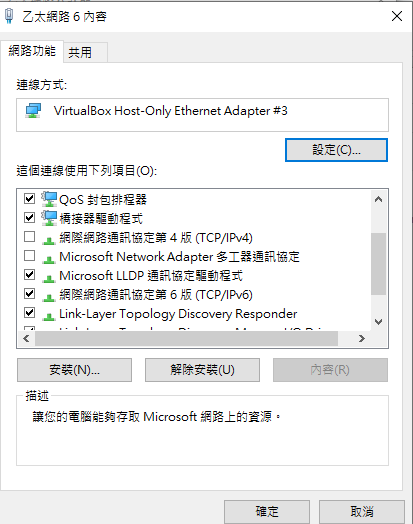 乙太網路 6 內容
網路功能
共用
連線方式:
VirtualBox Host-Only Ethernet Adapter #3
設定(C)...
這個連線使用下列項目(O):
QoS 封包排程器
橋接器驅動程式
網際網路通訊協定第 4 版 (TCP/IPv4)
Microsoft Network Adapter 多工器通訊協定
Microsoft LLDP 通訊協定驅動程式
網際網路通訊協定第 6 版 (TCP/IPv6)
Link-Layer Topology Discovery Responder
安裝(N)...
解除安裝(U)
內容(R)
描述
讓您的電腦能夠存取 Microsoft 網路上的資源。
確定
取消